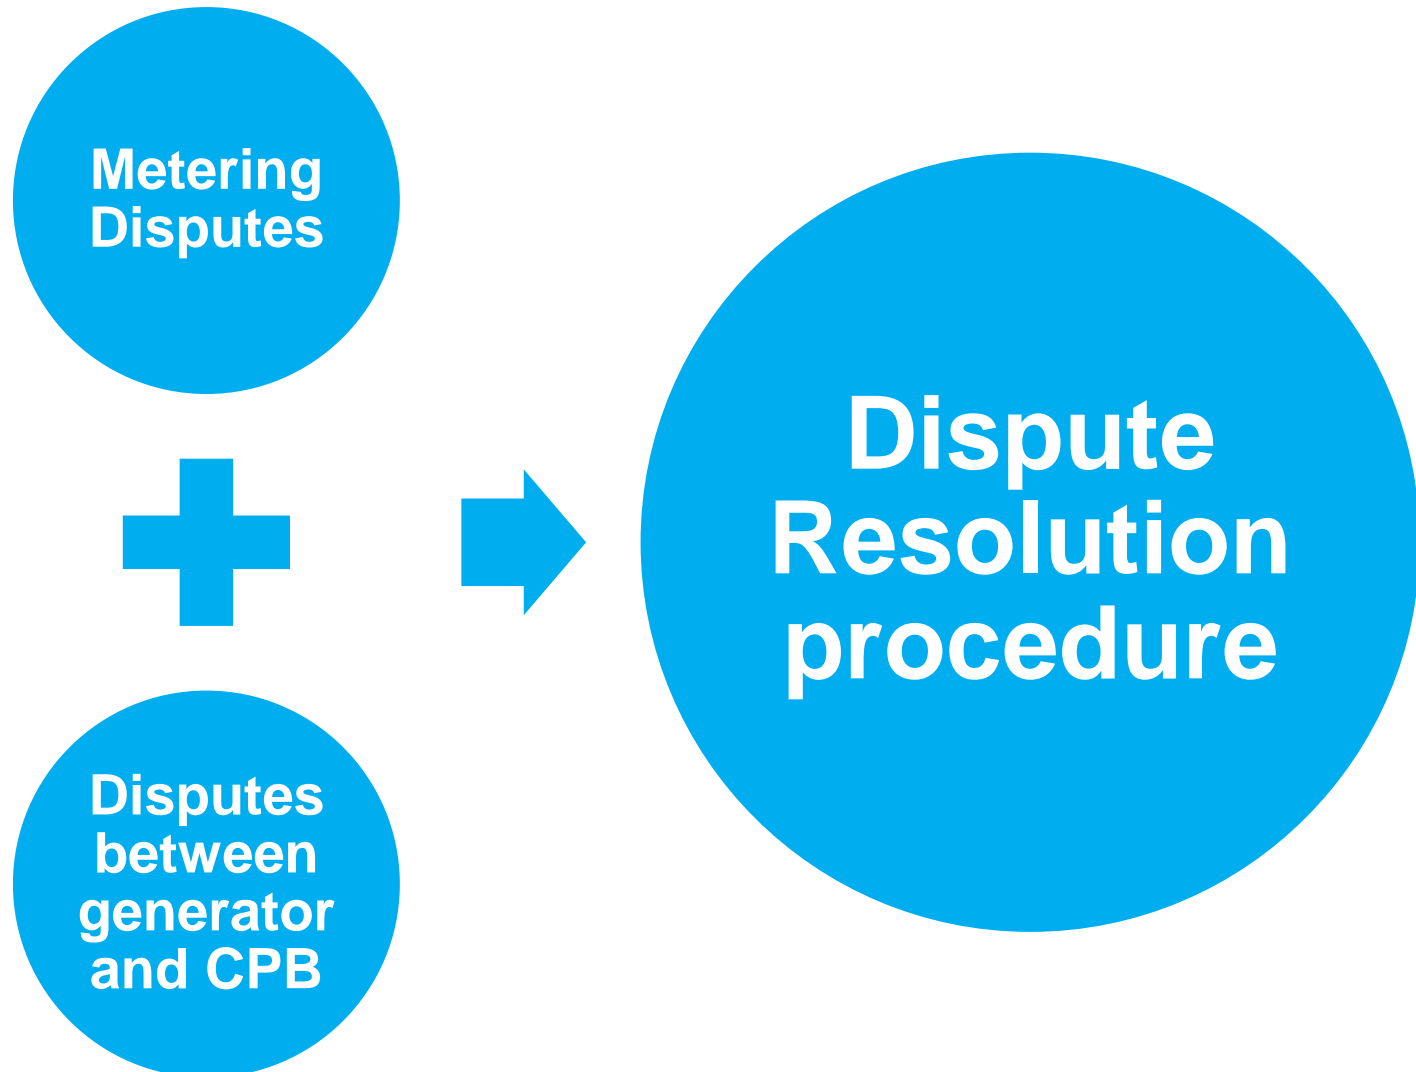 Metering
Disputes
Disputes
between
generator
and CPB
Dispute
Resolution
procedure